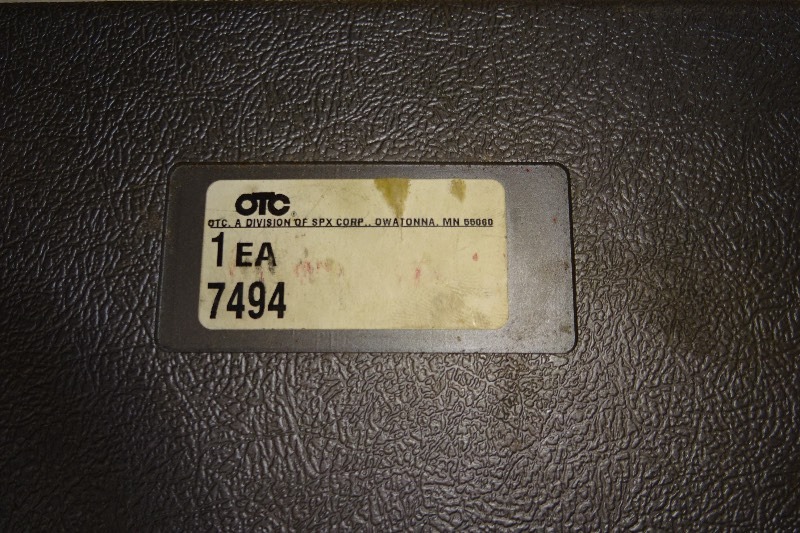 OTC
OTC, A DIVISION OF SPX CORP., OWATONNA, MN 55060
1 EA
7494